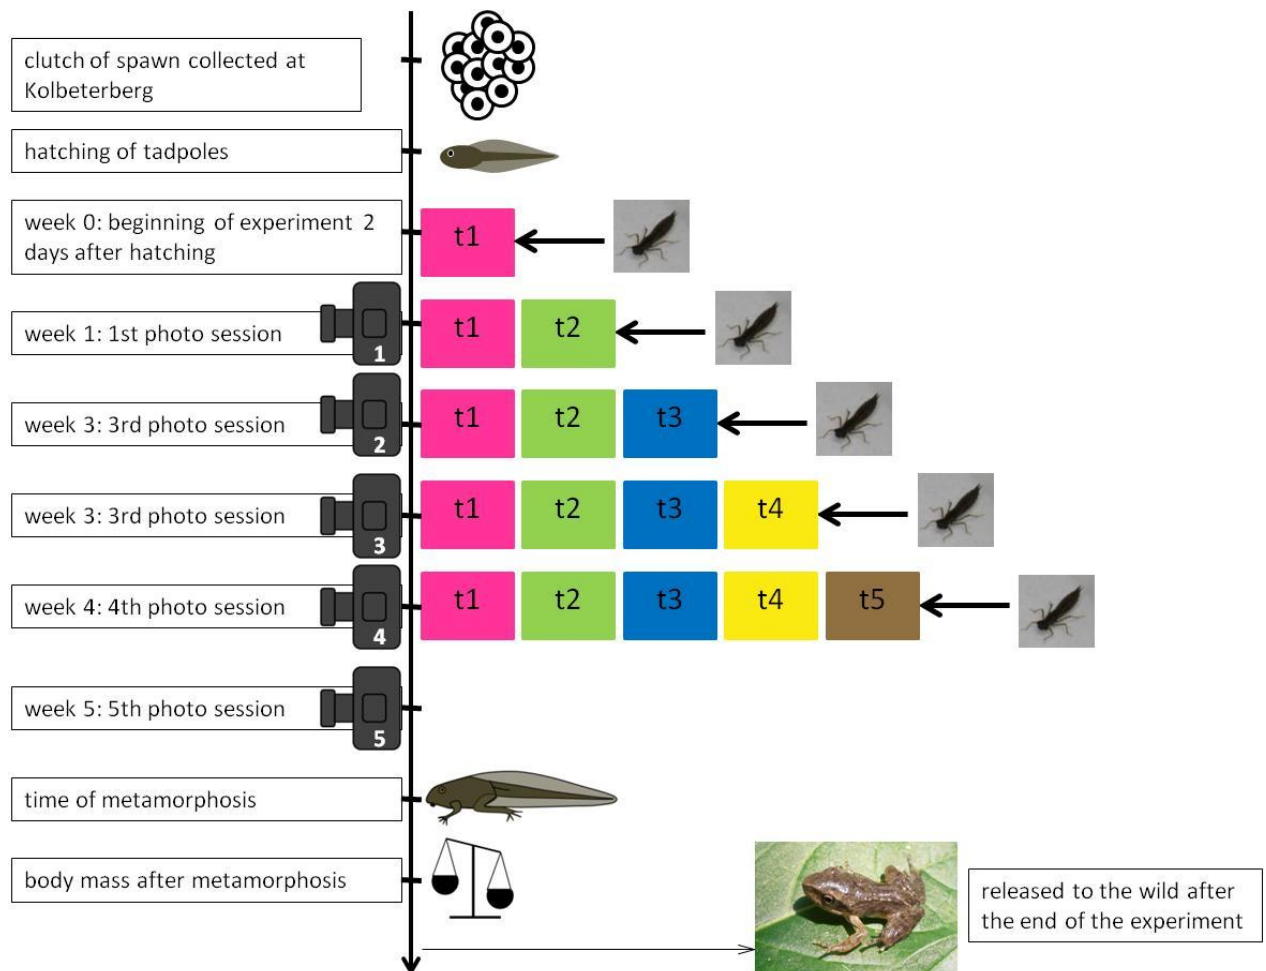 clutch of spawn collected at
Kolbeterberg
hatching of tadpoles
week 0: beginning of experiment 2
days after hatching
t1
week 1: 1st photo session
1
t1
t2
week 3: 3rd photo session
2
t1
t2
t3
week 3: 3rd photo session
3
t1
t2
t3
t4
week 4: 4th photo session
4
t1
t2
t3
t4
t5
week 5: 5th photo session
5
time of metamorphosis
body mass after metamorphosis
released to the wild after
the end of the experiment